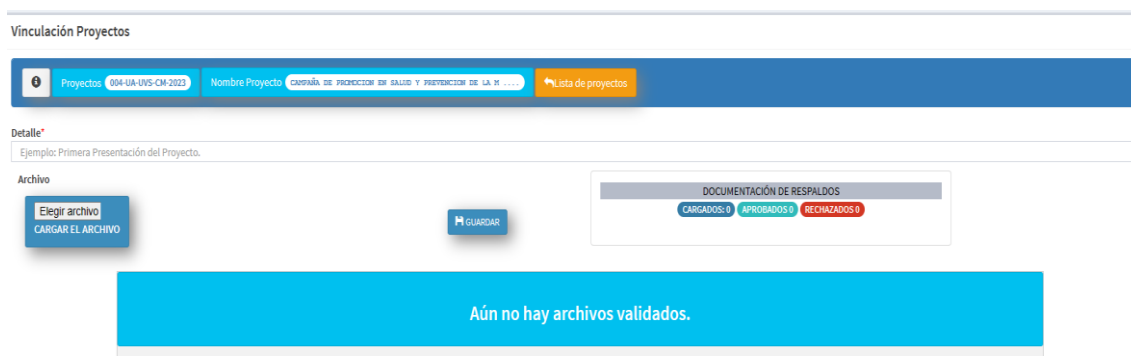 Vinculación Proyectos
Proyectos 004-UA-UVS-CM-2023 Nombre Proyecto CAMPAÑA DE PROMOCION EN SALUD Y PREVENCION DE LA M .... Lista de proyectos
Detalle*
Ejemplo: Primera Presentación del Proyecto.
Archivo
Elegir archivo
CARGAR EL ARCHIVO
GUARDAR
DOCUMENTACIÓN DE RESPALDOS
CARGADOS: 0 APROBADOS 0 RECHAZADOS 0
Aún no hay archivos validados.